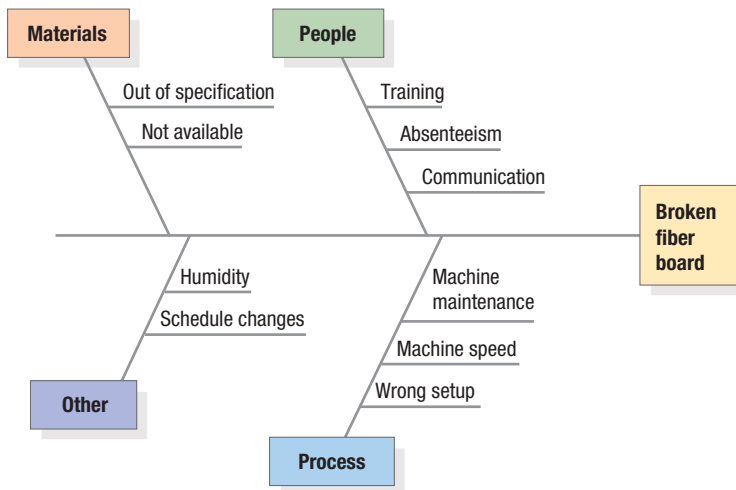 Materials
People
Out of specification
Not available
Training
Absenteeism
Communication
Broken
fiber
board
Humidity
Schedule changes
Machine
maintenance
Machine speed
Wrong setup
Other
Process